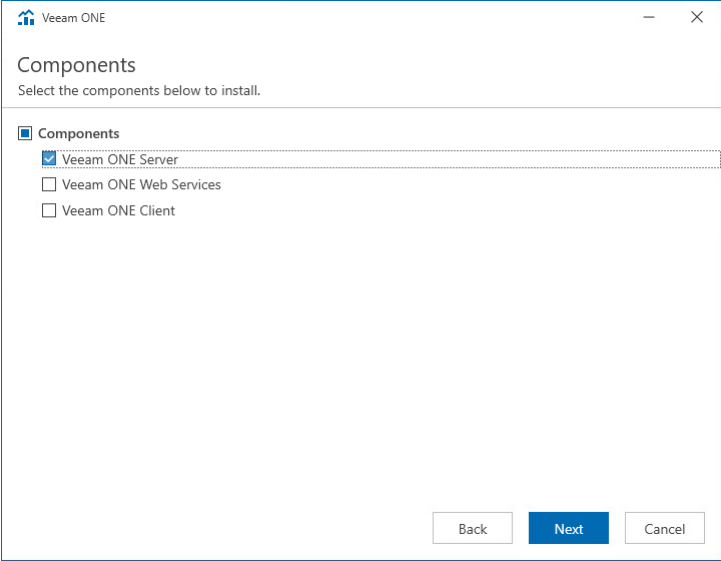 Veeam ONE
Components
Select the components below to install.
Components
Veeam ONE Server
Veeam ONE Web Services
Veeam ONE Client
Back Next Cancel